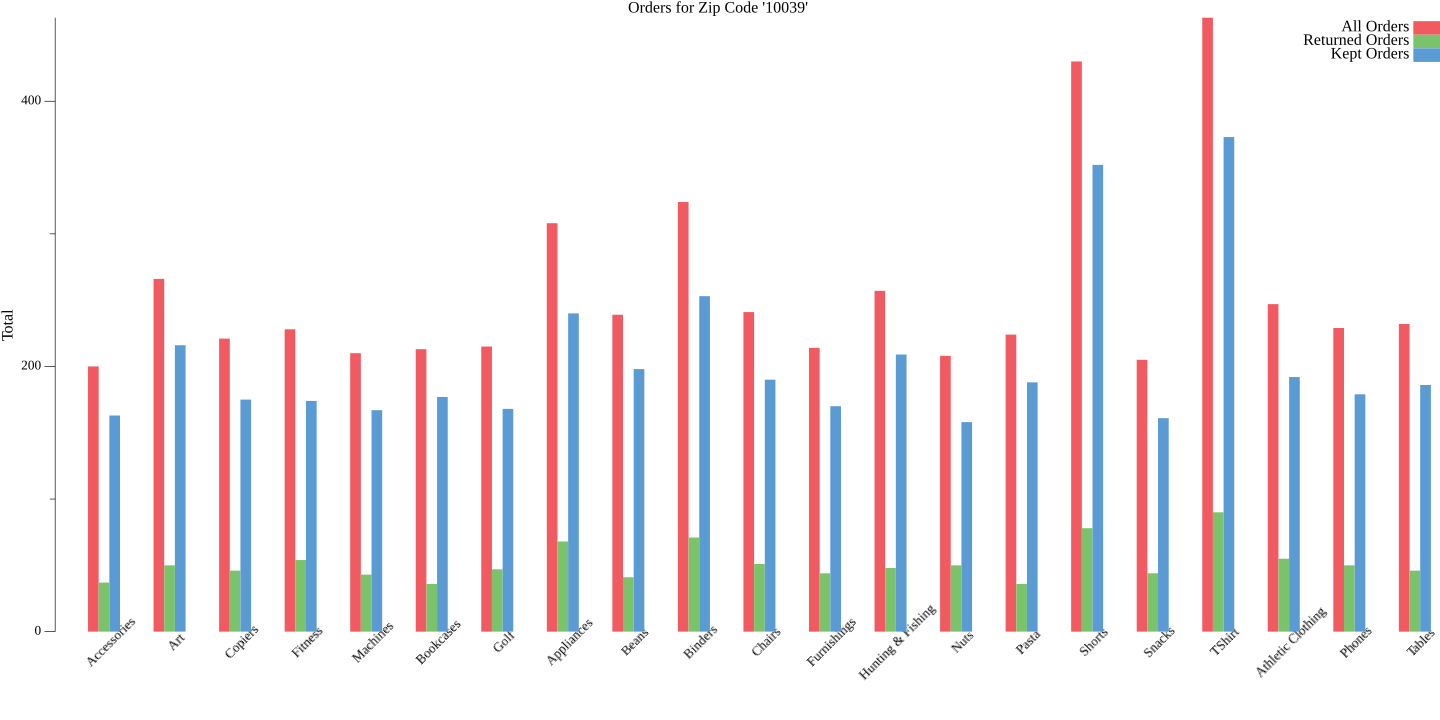 Orders for Zip Code '10039'
All Orders
Returned Orders
Kept Orders
Total
400
200
0
Accessories
Art
Copiers
Fitness
Machines
Bookcases
Golf
Appliances
Beans
Binders
Chairs
Furnishings
Hunting & Fishing
Nuts
Pasta
Shorts
Snacks
TShirt
Athletic Clothing
Phones
Tables